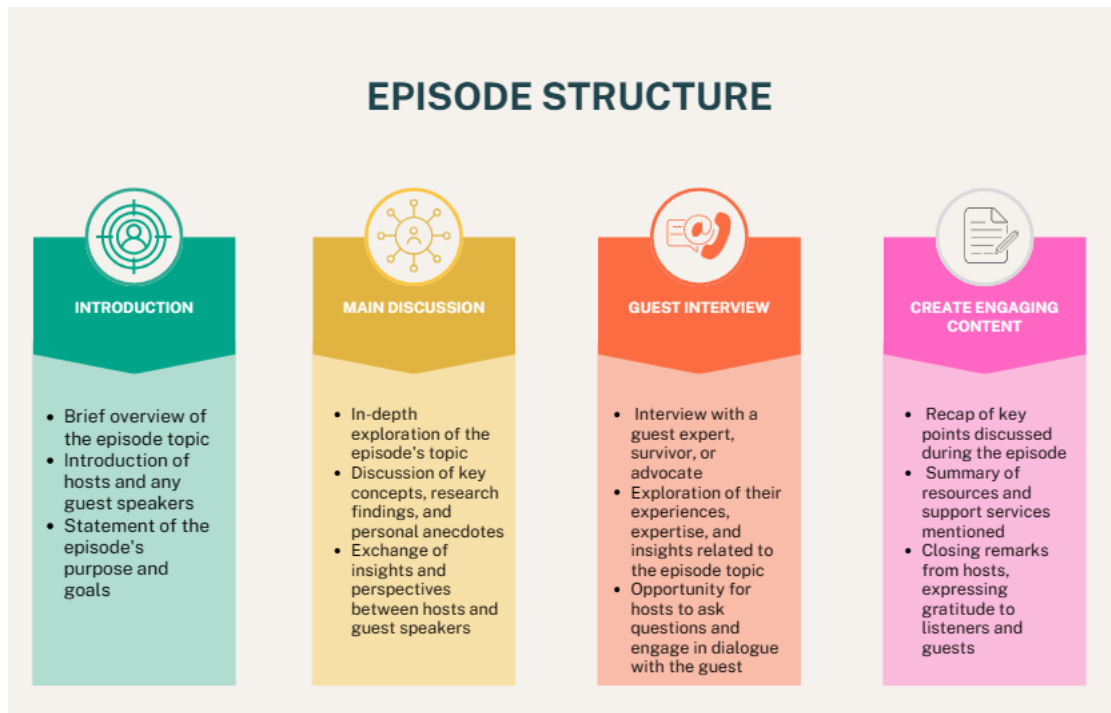 EPISODE STRUCTURE
INTRODUCTION
• Brief overview of
the episode topic
• Introduction of
hosts and any
guest speakers
• Statement of the
episode's
purpose and
goals
MAIN DISCUSSION
• In-depth
exploration of the
episode's topic
• Discussion of key
concepts, research
findings, and
personal anecdotes
• Exchange of
insights and
perspectives
between hosts and
guest speakers
GUEST INTERVIEW
• Interview with a
guest expert,
survivor, or
advocate
• Exploration of their
experiences,
expertise, and
insights related to
the episode topic
• Opportunity for
hosts to ask
questions and
engage in dialogue
with the guest
CREATE ENGAGING
CONTENT
• Recap of key
points discussed
during the episode
• Summary of
resources and
support services
mentioned
• Closing remarks
from hosts,
expressing
gratitude to
listeners and
guests